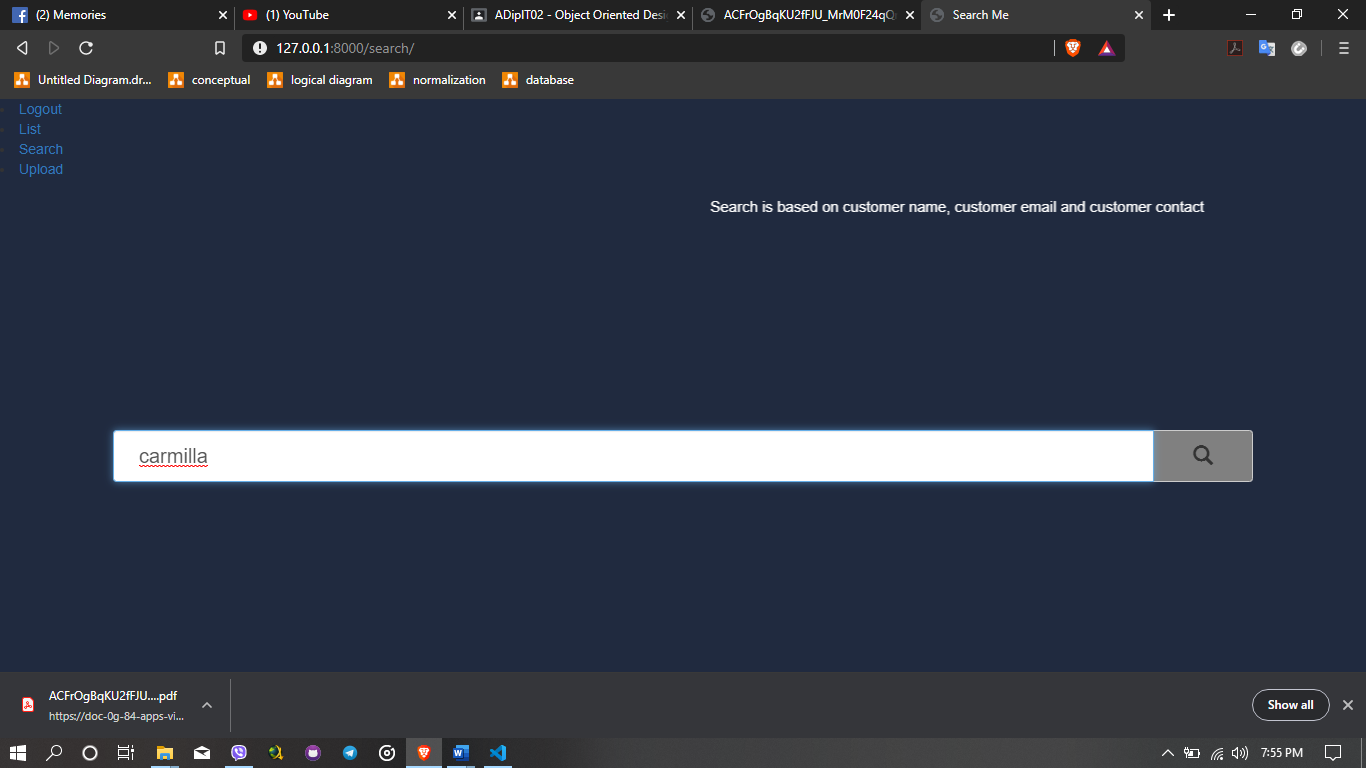 (2) Memories
(1) YouTube
ADipIT02 - Object Oriented Desi
ACFrOgBqKU2fFJU_MrM0F24qQ
Search Me
127.0.0.1:8000/search/
Untitled Diagram.dr...
conceptual
logical diagram
normalization
database
Logout
List
Search
Upload
Search is based on customer name, customer email and customer contact
carmilla
ACFrOgBqKU2fFJU....pdf
https://doc-0g-84-apps-vi...
Show all
7:55 PM